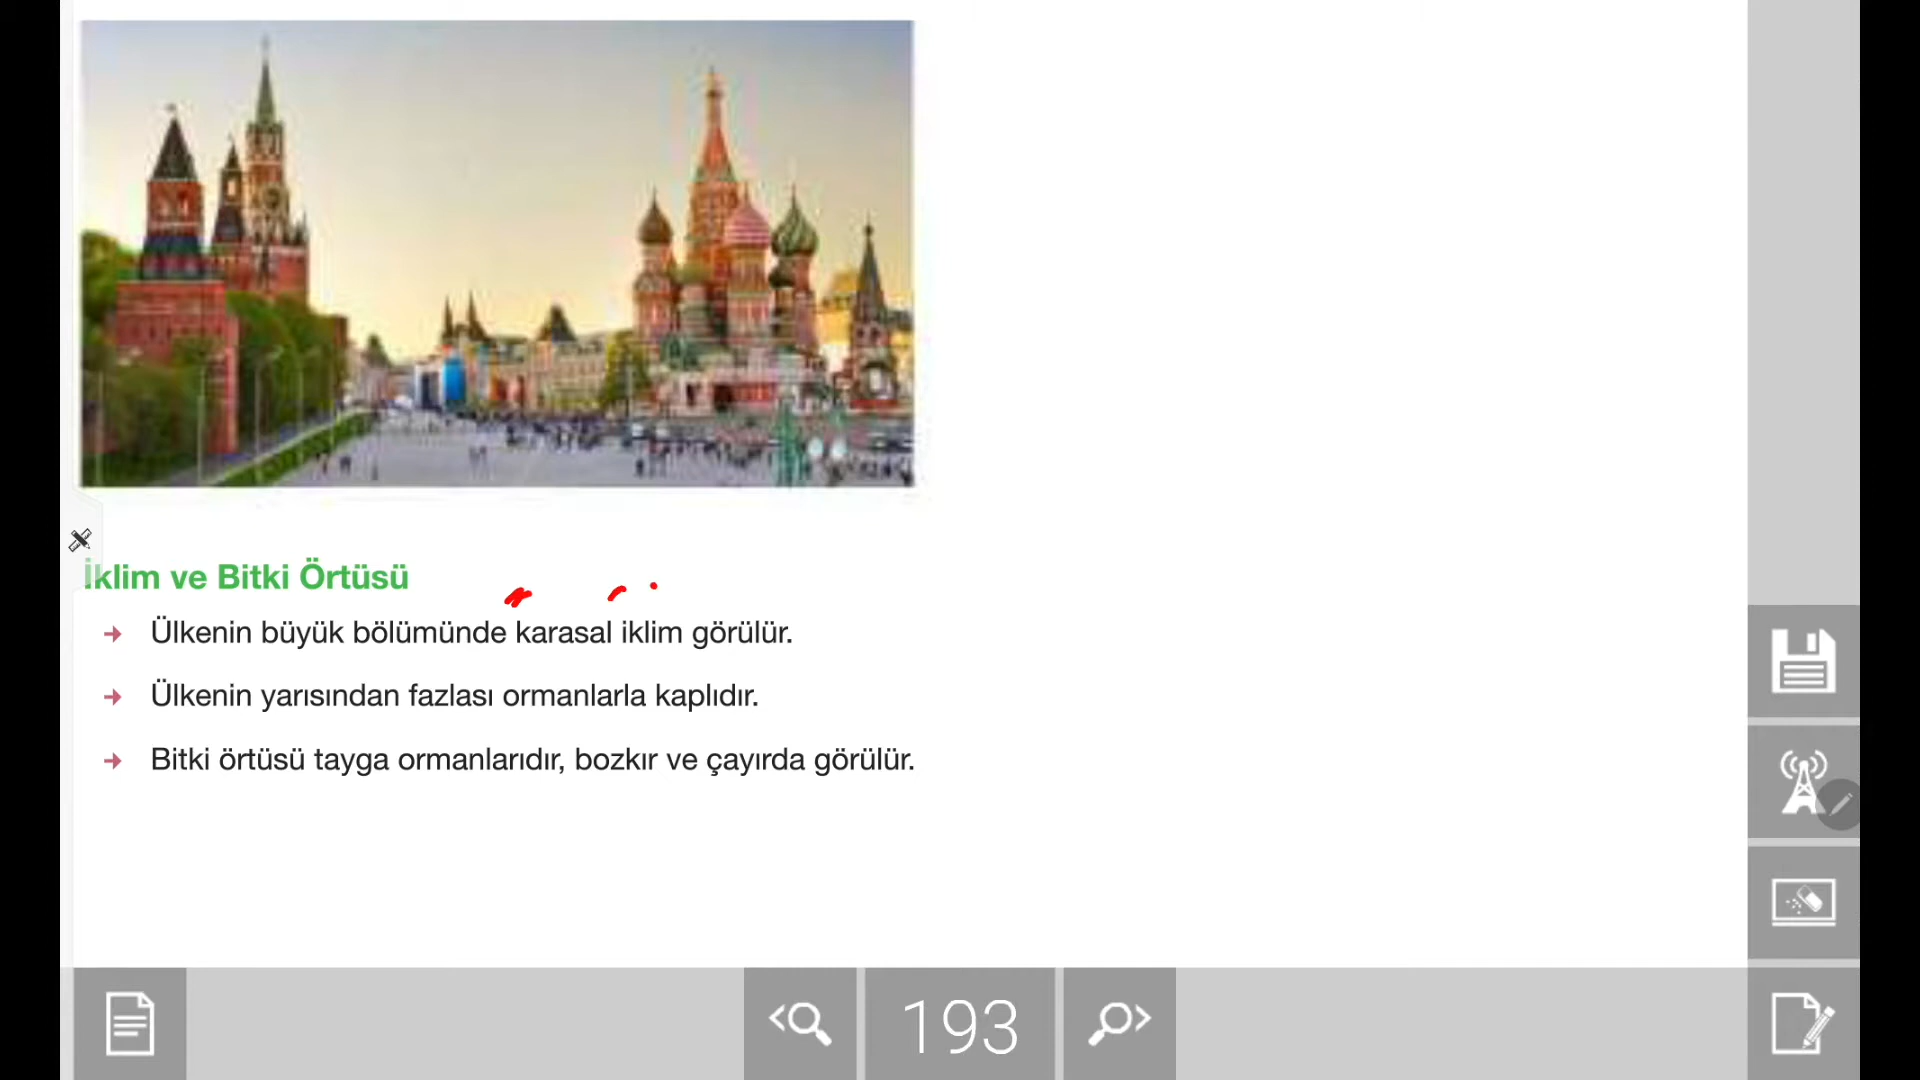 İklim ve Bitki Örtüsü
Ülkenin büyük bölümünde karasal iklim görülür.
Ülkenin yarısından fazlası ormanlarla kaplıdır.
Bitki örtüsü tayga ormanlarıdır, bozkır ve çayırda görülür.
193